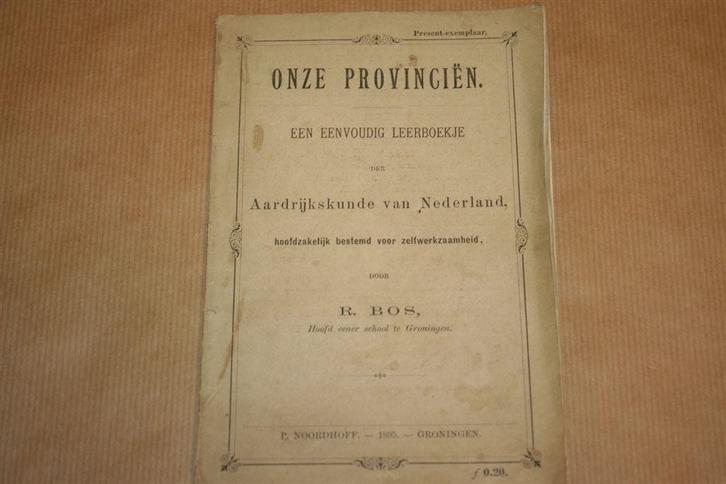 Present-exemplaar.
ONZE PROVINCIËN.
EEN EENVOUDIG LEERBOEKJE
DER
Aardrijkskunde van Nederland,
hoofdzakelijk bestemd voor zelfwerkzaamheid,
DOOR
R. BOS,
Hoofd eener school te Groningen.
P. NOORDHOFF. — 1895. — GRONINGEN.
ƒ 0.20.